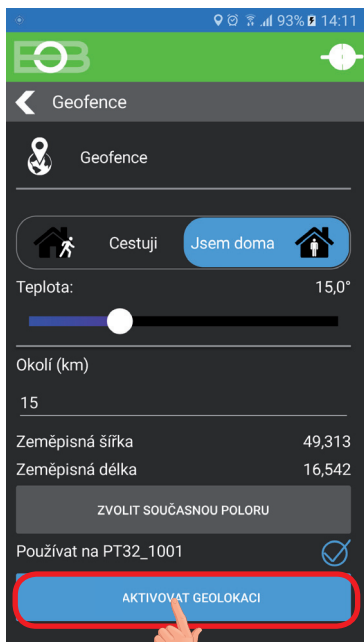 93% 14:11
EOB
Geofence
Geofence
Cestuji Jsem doma
Teplota: 15,0°
Okolí (km)
15
Zeměpisná šířka 49,313
Zeměpisná délka 16,542
ZVOLIT SOUČASNOU POLORU
Používat na PT32_1001
AKTIVOVAT GEOLOKACI